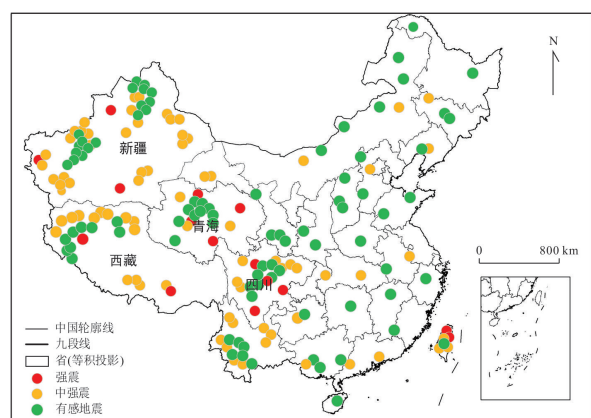 N
新疆
青海
西藏
四川
0 800 km
中国轮廓线
九段线
省(等积投影)
强震
中强震
有感地震